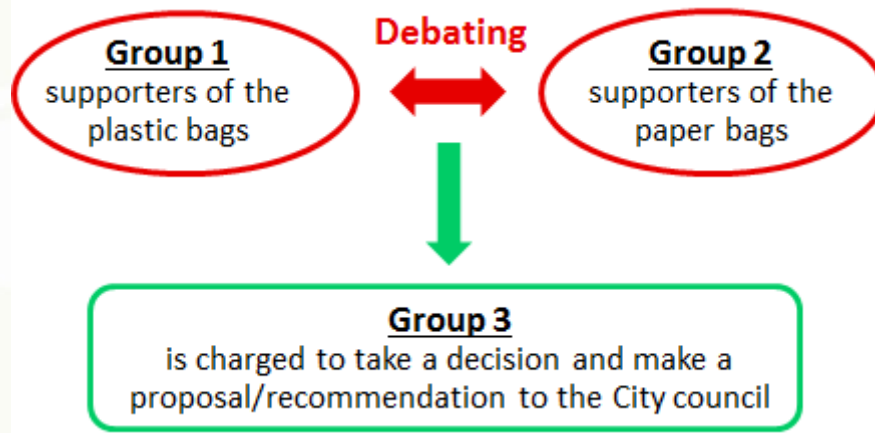 Debating
Group 1
supporters of the
plastic bags
Group 2
supporters of the
paper bags
Group 3
is charged to take a decision and make a
proposal/recommendation to the City council